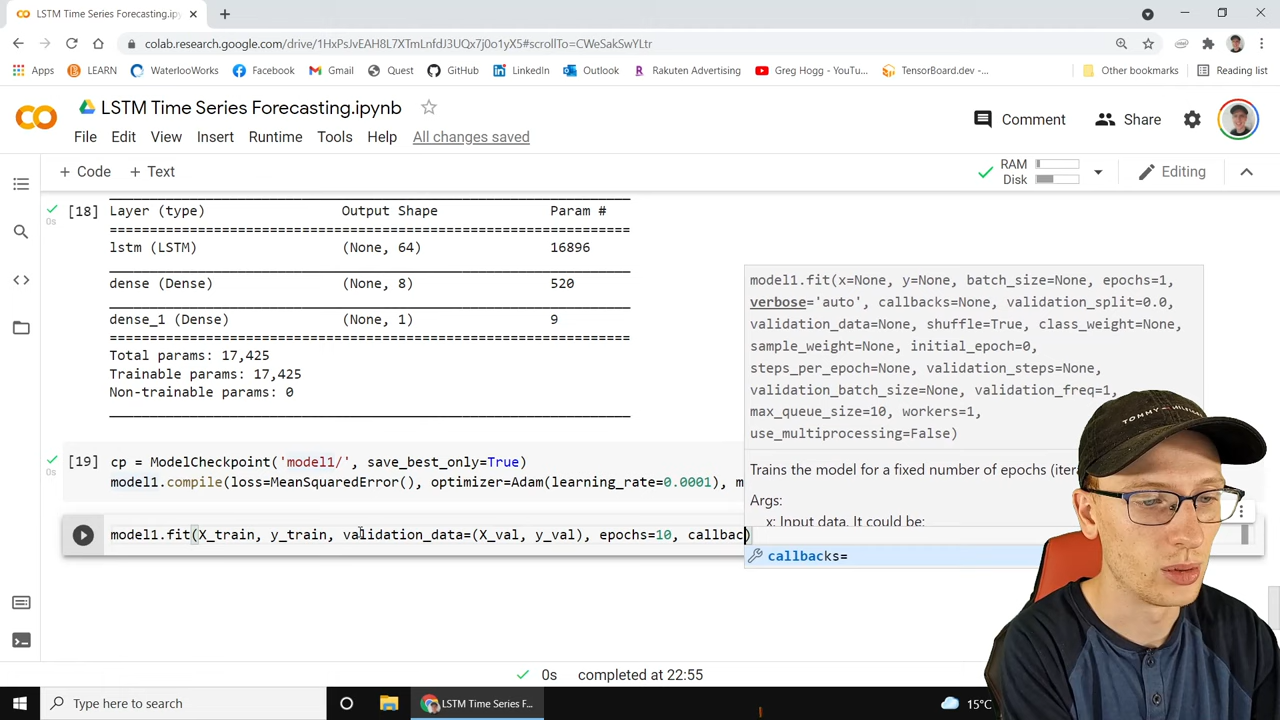 LSTM Time Series Forecasting.ip
colab.research.google.com/drive/1HxPsJvEAH8L7XTmLnfdJ3UQx7j0o1yX5#scrollTo=CWeSakSwYLtr
Apps LEARN WaterlooWorks Facebook Gmail Quest GitHub LinkedIn Outlook Rakuten Advertising Greg Hogg - YouTu... TensorBoard.dev -... Other bookmarks Reading list
LSTM Time Series Forecasting.ipynb
Comment Share
File Edit View Insert Runtime Tools Help All changes saved
+ Code + Text
RAM
Disk
Editing
[18] Layer (type) Output Shape Param #
=================================================================
lstm (LSTM) (None, 64) 16896
dense (Dense) (None, 8) 520
dense_1 (Dense) (None, 1) 9
=================================================================
Total params: 17,425
Trainable params: 17,425
Non-trainable params: 0
0s
model1.fit(x=None, y=None, batch_size=None, epochs=1,
verbose='auto', callbacks=None, validation_split=0.0,
validation_data=None, shuffle=True, class_weight=None,
sample_weight=None, initial_epoch=0,
steps_per_epoch=None, validation_steps=None,
validation_batch_size=None, validation_freq=1,
max_queue_size=10, workers=1,
use_multiprocessing=False)
Trains the model for a fixed number of epochs
Args:
x: Input data. It could be:
[19] cp = ModelCheckpoint('model1/', save_best_only=True)
0s
model1.compile(loss=MeanSquaredError(), optimizer=Adam(learning_rate=0.0001), m
model1.fit(X_train, y_train, validation_data=(X_val, y_val), epochs=10, callbac)
callbacks=
0s completed at 22:55
TOMMY HILFIGER
Type here to search
LSTM Time Series F...
15°C